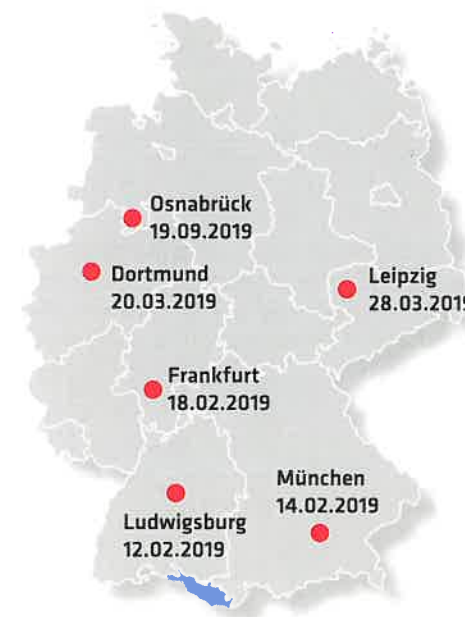 Osnabrück
19.09.2019
Dortmund
20.03.2019
Leipzig
28.03.2019
Frankfurt
18.02.2019
München
14.02.2019
Ludwigsburg
12.02.2019